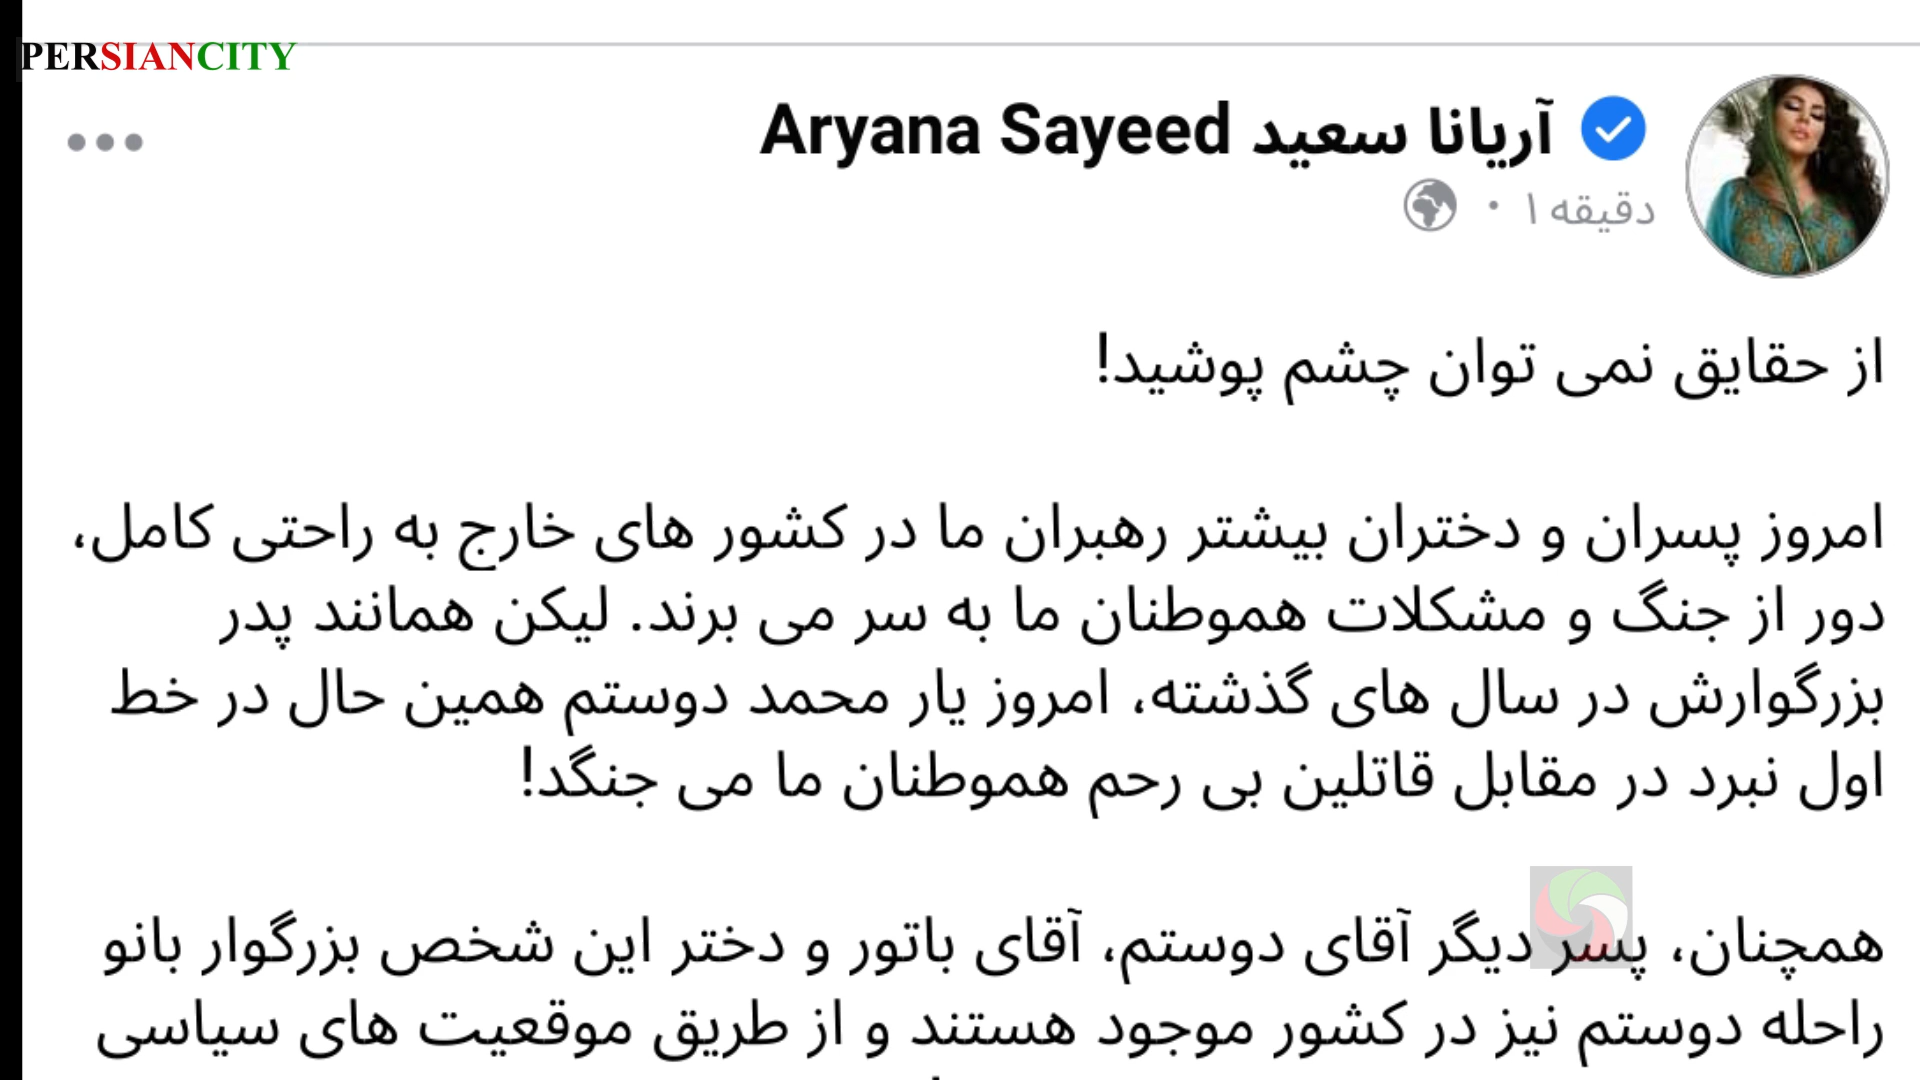 PERSIANCITY
آریانا سعید Aryana Sayeed
۱ دقیقه
از حقایق نمی توان چشم پوشید!
امروز پسران و دختران بیشتر رهبران ما در کشور های خارج به راحتی کامل،
دور از جنگ و مشکلات هموطنان ما به سر می برند. لیکن همانند پدر
بزرگوارش در سال های گذشته، امروز یار محمد دوستم همین حال در خط
اول نبرد در مقابل قاتلین بی رحم هموطنان ما می جنگد!
همچنان، پسر دیگر آقای دوستم، آقای باتور و دختر این شخص بزرگوار بانو
راحله دوستم نیز در کشور موجود هستند و از طریق موقعیت های سیاسی